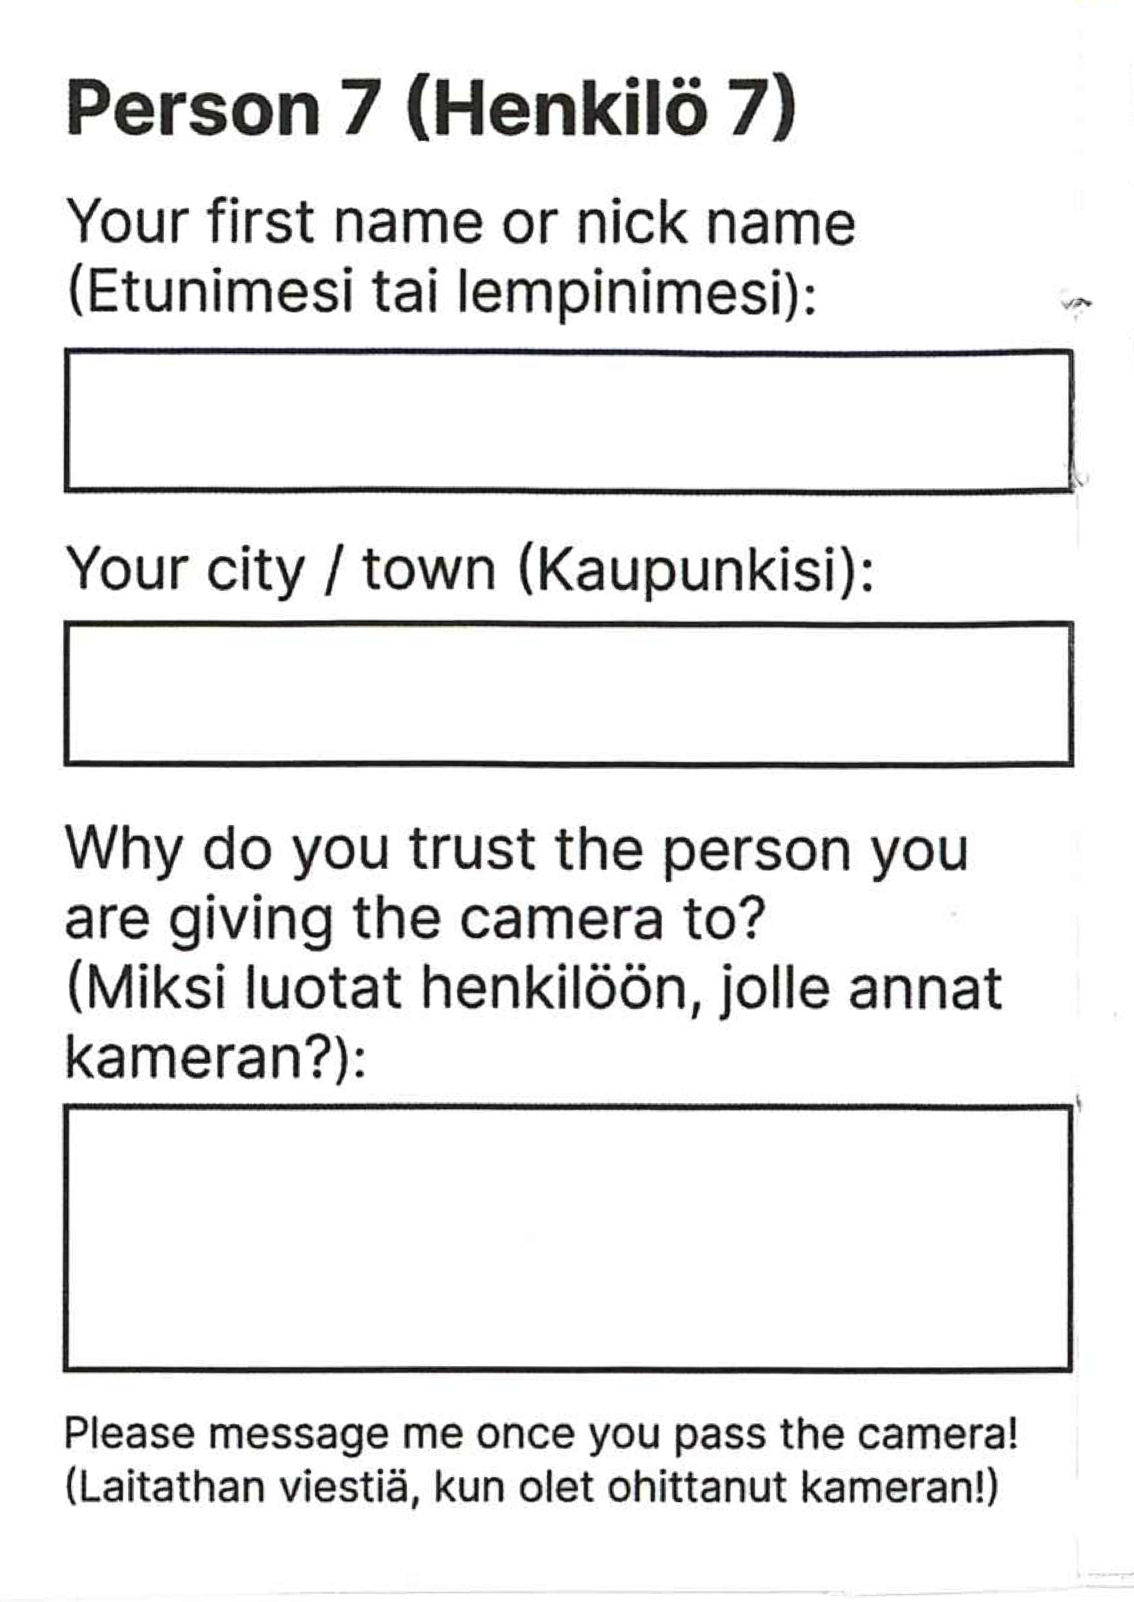 Person 7 (Henkilö 7)
Your first name or nick name
(Etunimesi tai lempinimesi):
Your city / town (Kaupunkisi):
Why do you trust the person you
are giving the camera to?
(Miksi luotat henkilöön, jolle annat
kameran?):
Please message me once you pass the camera!
(Laitathan viestiä, kun olet ohittanut kameran!)